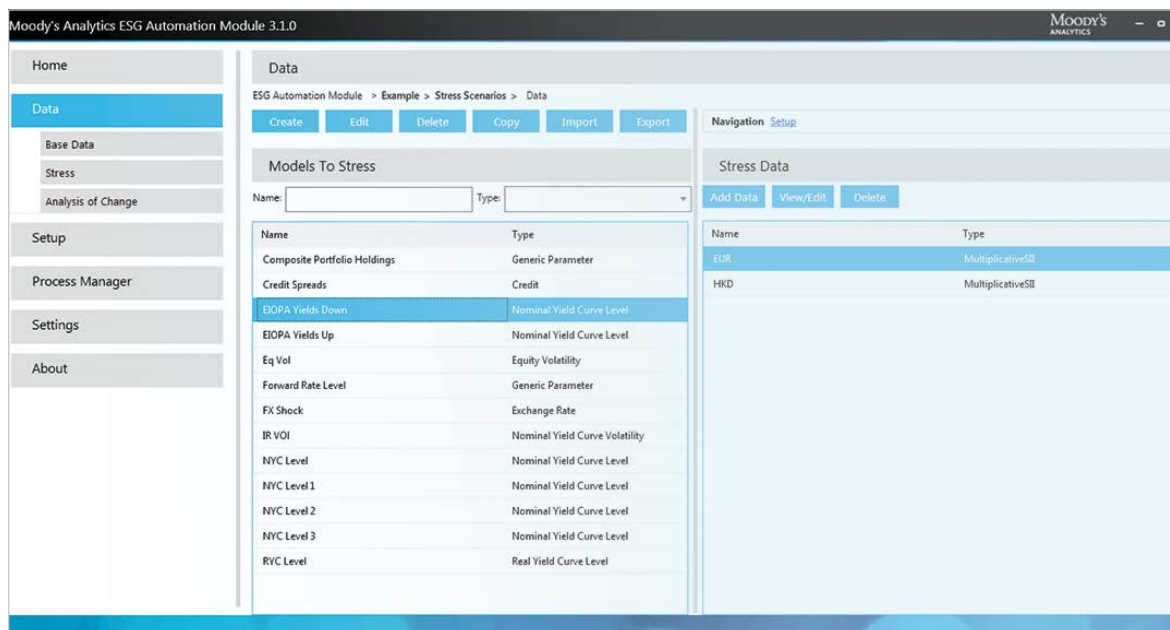 Moody's Analytics ESG Automation Module 3.1.0
MOODY'S
ANALYTICS
Home
Data
Base Data
Stress
Analysis of Change
Setup
Process Manager
Settings
About
Data
ESG Automation Module > Example > Stress Scenarios > Data
Create Edit Delete Copy Import Export
Navigation Setup
Models To Stress
Name: Type:
Name Type
Composite Portfolio Holdings Generic Parameter
Credit Spreads Credit
EIOPA Yields Down Nominal Yield Curve Level
EIOPA Yields Up Nominal Yield Curve Level
Eq Vol Equity Volatility
Forward Rate Level Generic Parameter
FX Shock Exchange Rate
IR VOl Nominal Yield Curve Volatility
NYC Level Nominal Yield Curve Level
NYC Level 1 Nominal Yield Curve Level
NYC Level 2 Nominal Yield Curve Level
NYC Level 3 Nominal Yield Curve Level
RYC Level Real Yield Curve Level
Stress Data
Add Data View/Edit Delete
Name Type
EUR MultiplicativeSII
HKD MultiplicativeSII